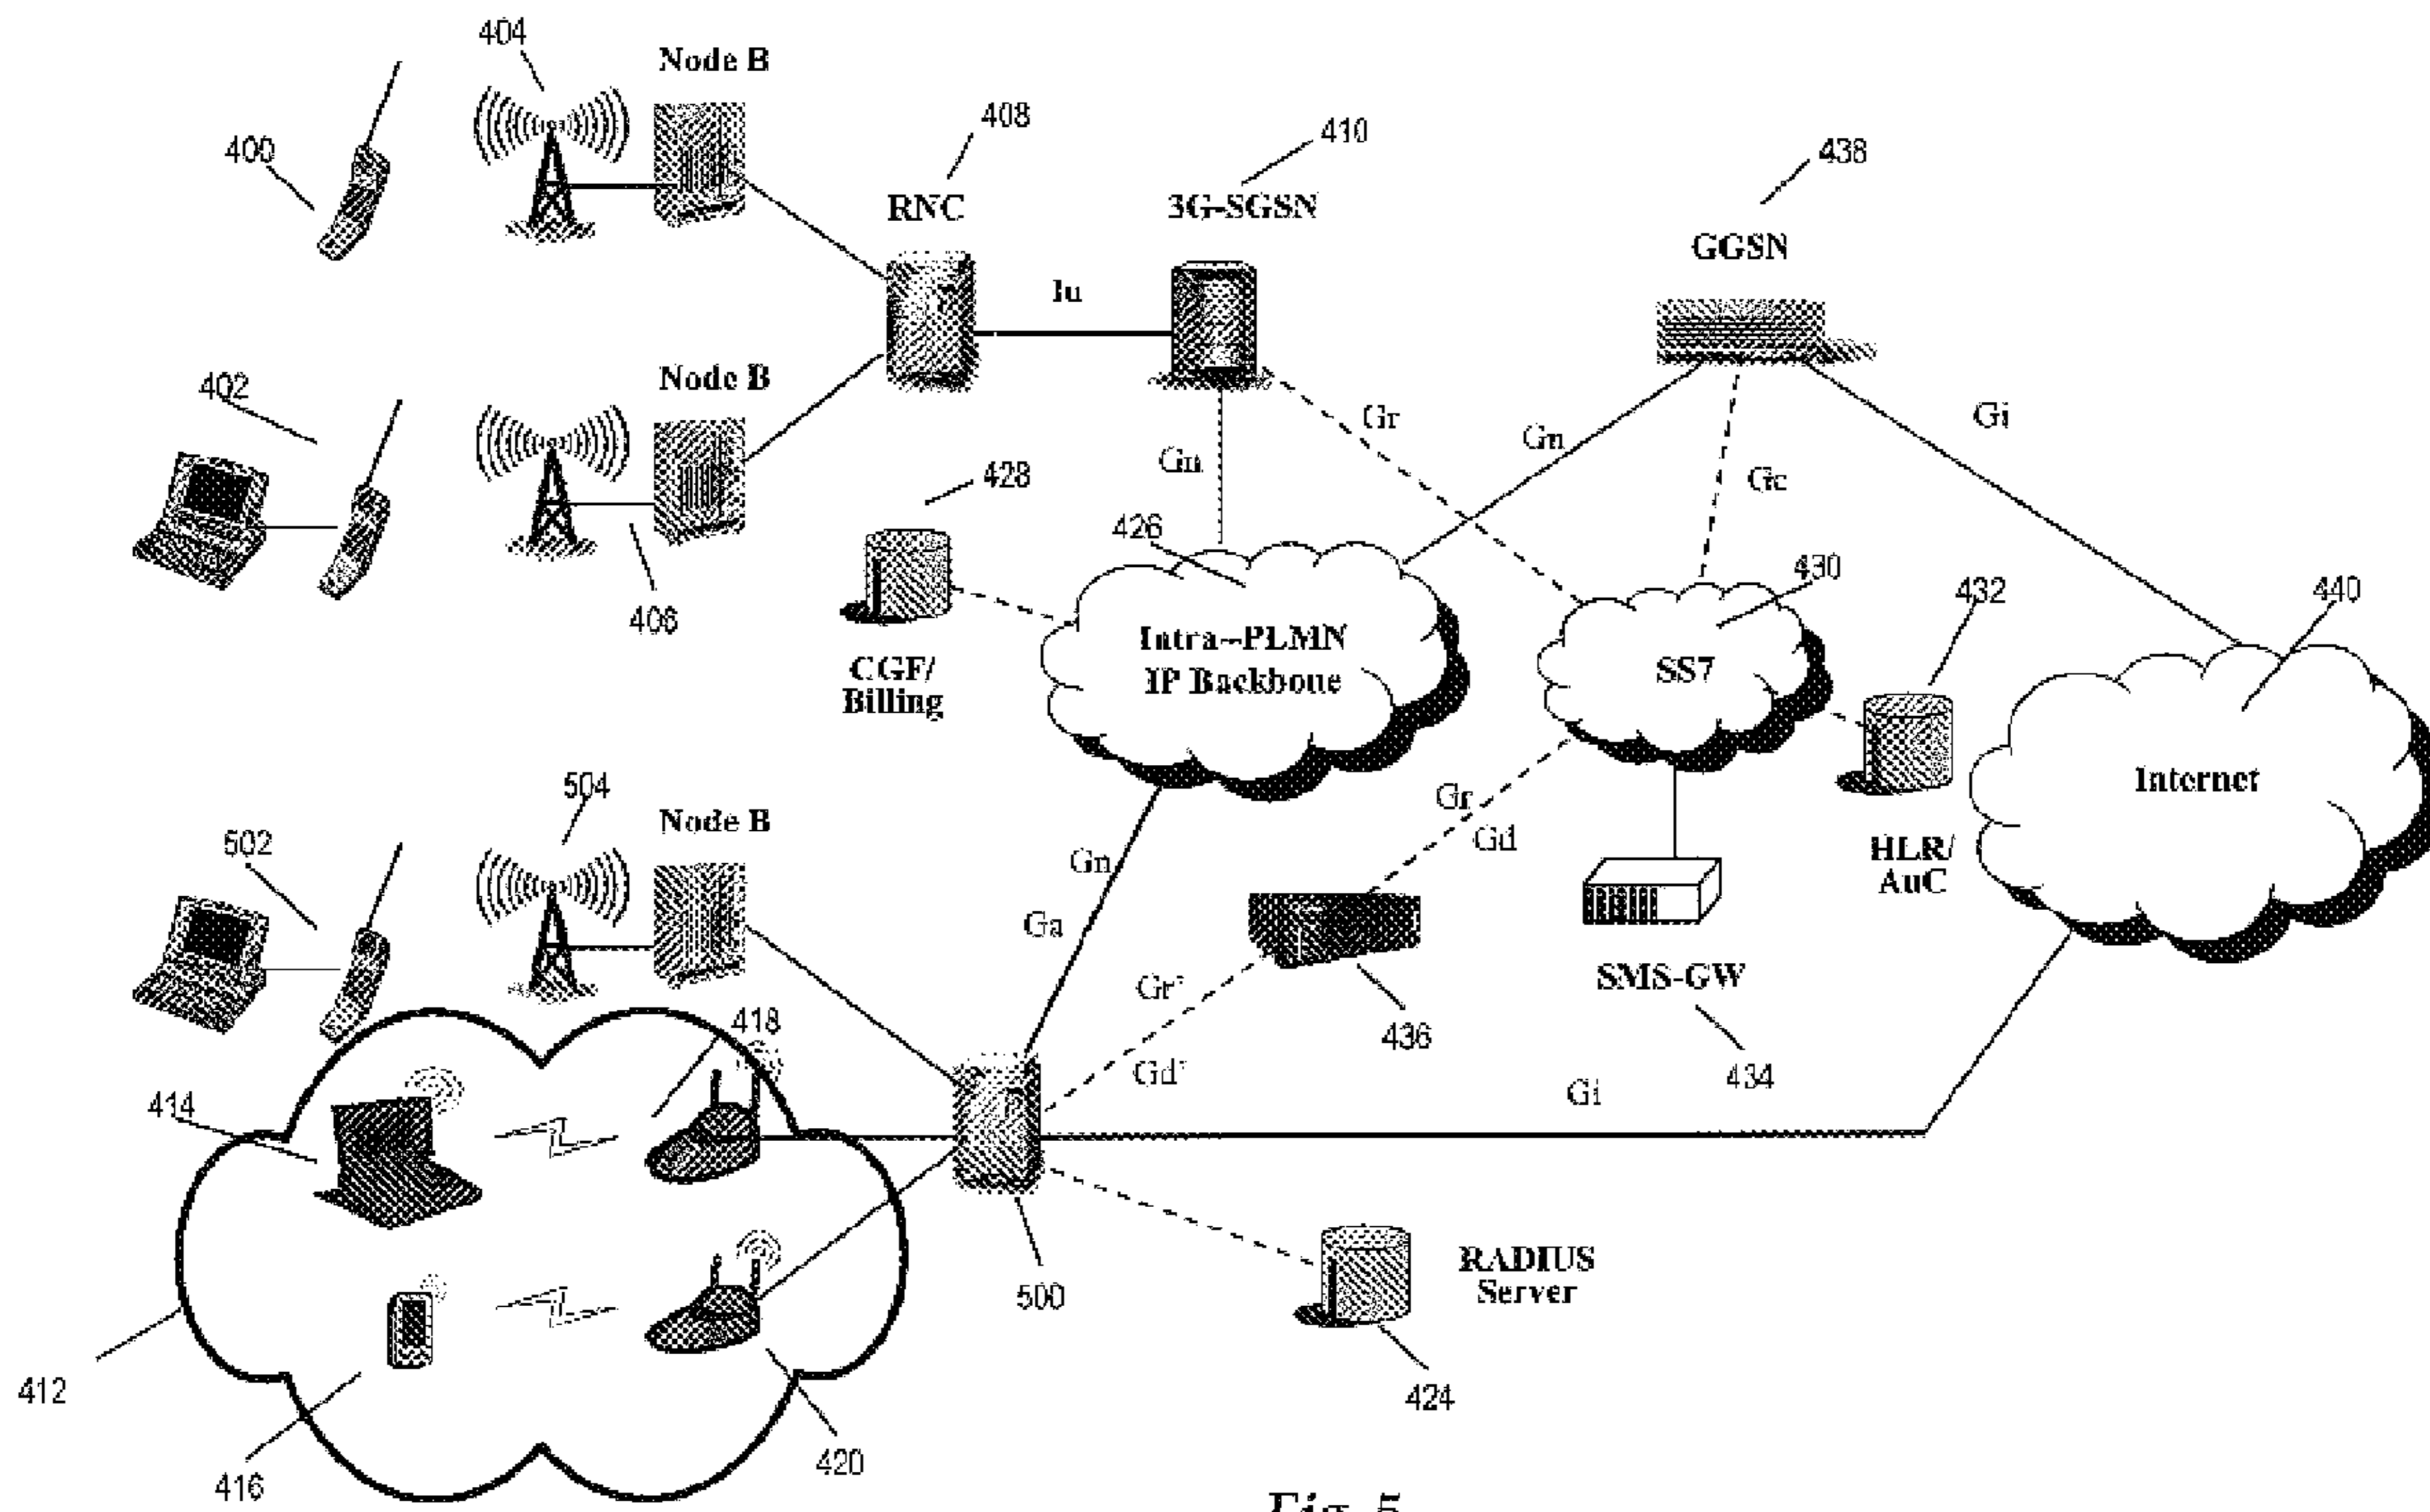 404
Node B
408
410
438
400
RNC
3G-SGSN
GGSN
Iu
402
Node B
Gr
Gn
Gi
Gn
428
Gc
426
406
430
432
440
Intra--PLMN
IP Backbone
CGF/
Billing
SS7
Internet
504
Node B
502
Gr
Gd
Gn
HLR/
AuC
Ga
SMS-GW
Gr'
436
Gd'
434
418
414
Gi
500
RADIUS
Server
424
412
416
420
Fig. 5